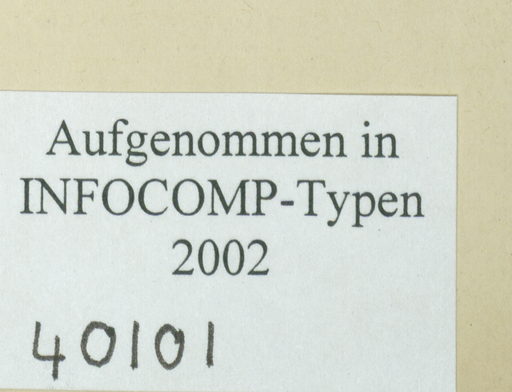 Aufgenommen in
INFOCOMP-Typen
2002
40101